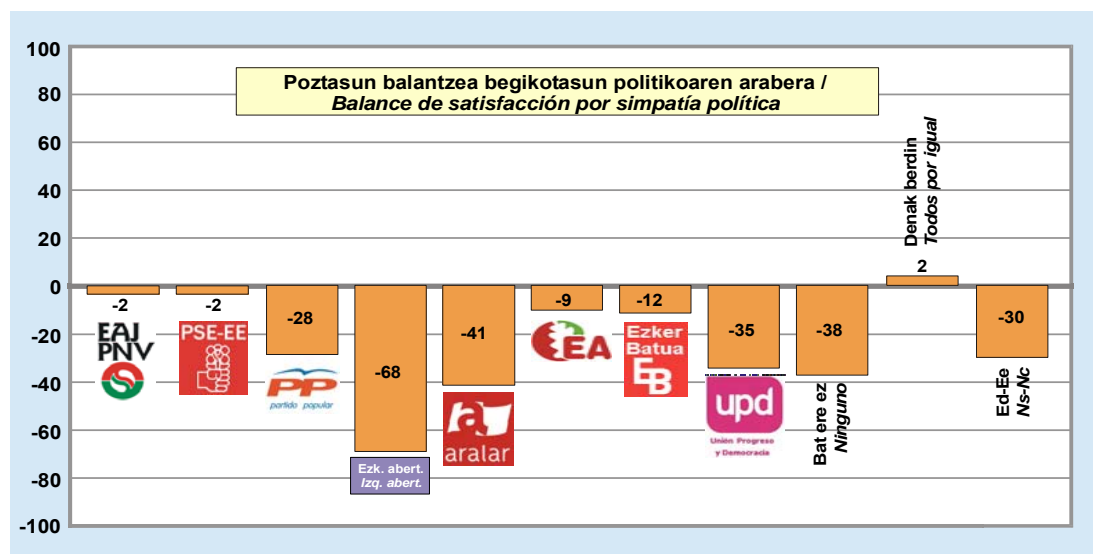 Poztasun balantzea begikotasun politikoaren arabera /
Balance de satisfacción por simpatía política
100
80
60
40
20
0
-20
-40
-60
-80
-100
-2
EAJ
PNV
-2
PSE-EE
-28
PP
partido popular
-68
Ezk. abert.
Izq. abert.
-41
a
aralar
-9
EA
-12
Ezker
Batua
EB
-35
upd
Unión Progreso
y Democracia
-38
Bat ere ez
Ninguno
2
Denak berdin
Todos por igual
-30
Ed-Ee
Ns-Nc